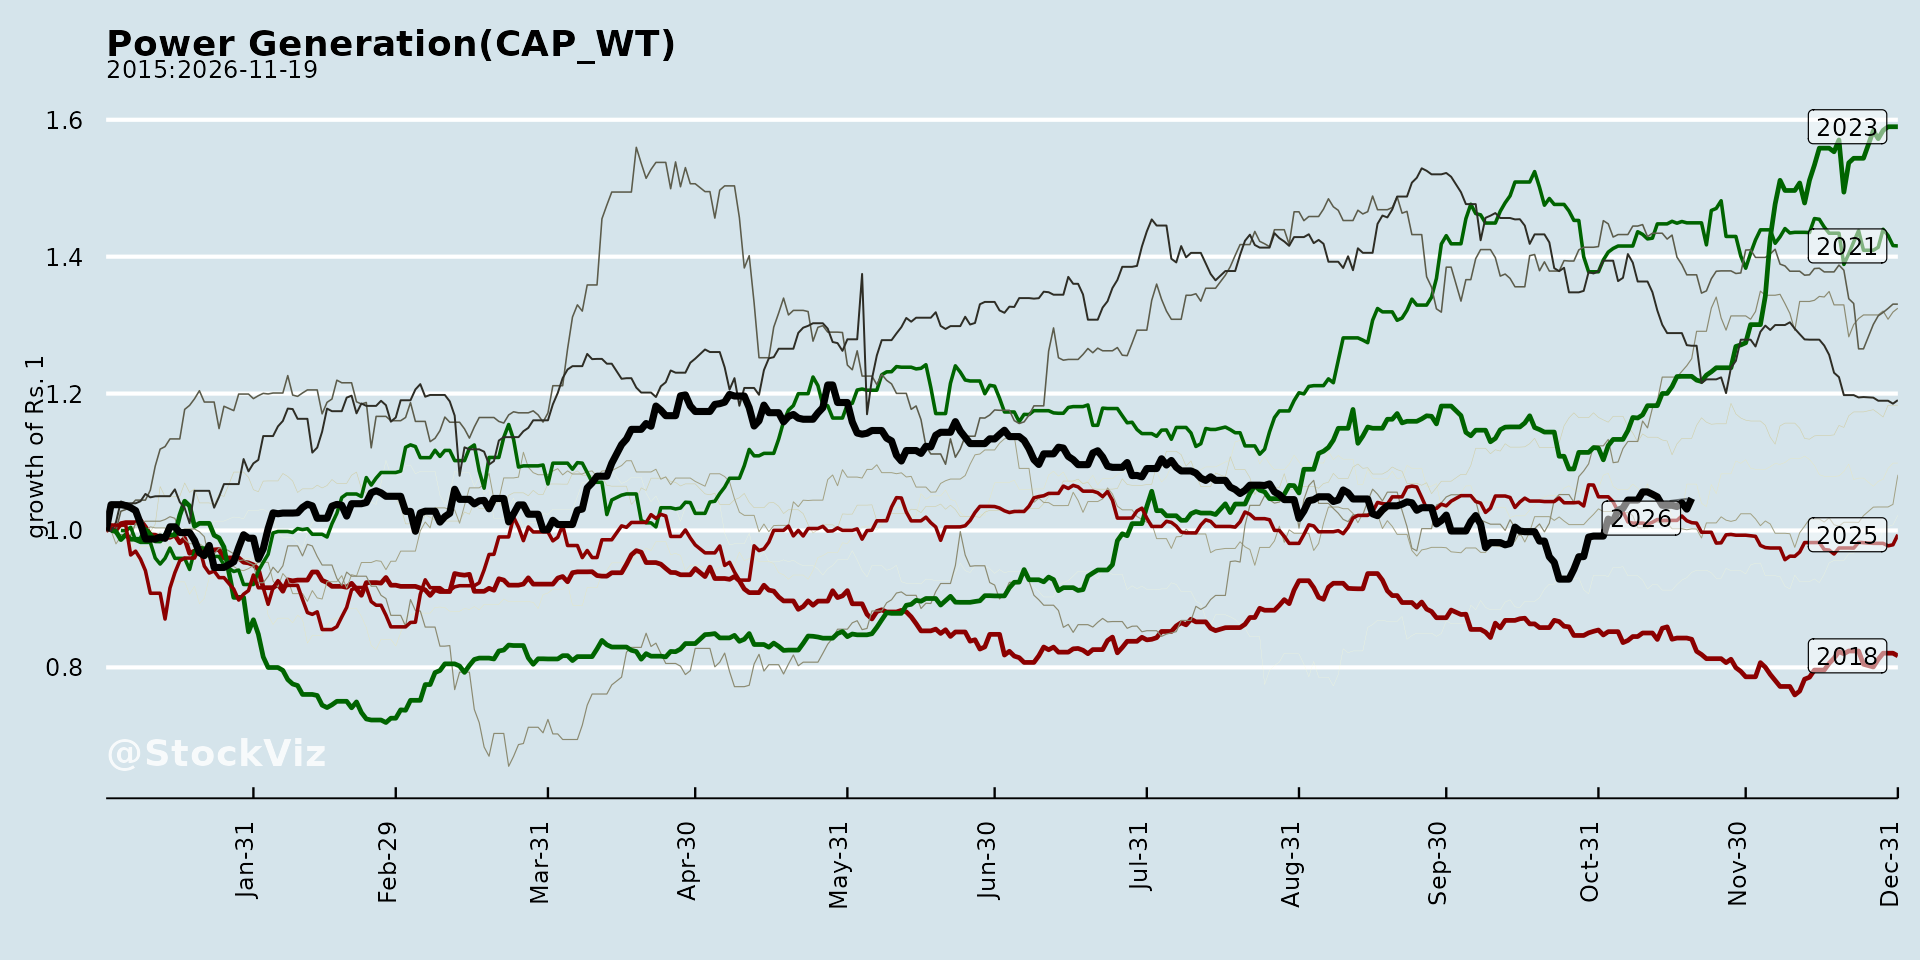 Power Generation(CAP_WT)
2015:2026-11-19
growth of Rs. 1
1.6
1.4
1.2
1.0
0.8
2023
2021
2026
2025
2018
@StockViz
Jan-31
Feb-29
Mar-31
Apr-30
May-31
Jun-30
Jul-31
Aug-31
Sep-30
Oct-31
Nov-30
Dec-31